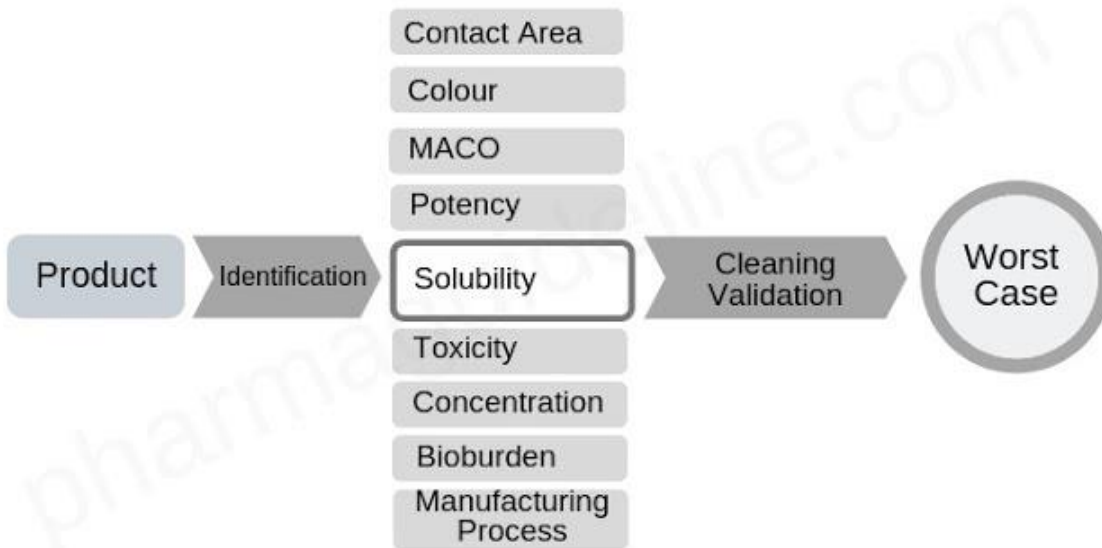 Contact Area
Colour
MACO
Potency
Product
Identification
Solubility
Cleaning
Validation
Worst
Case
Toxicity
Concentration
Bioburden
Manufacturing
Process